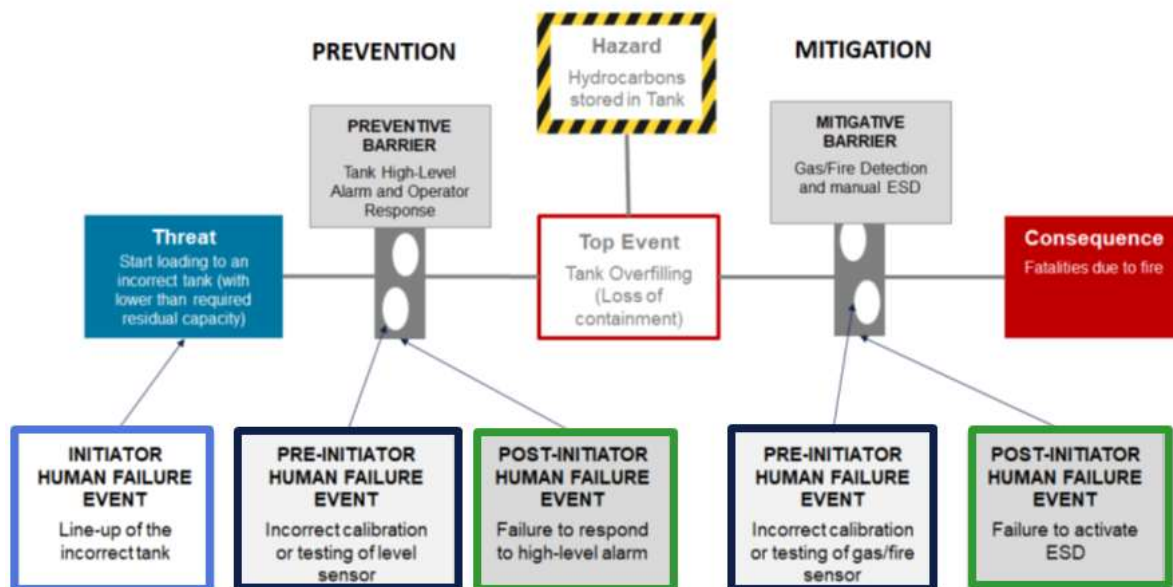 PREVENTION
Hazard
Hydrocarbons
stored in Tank
MITIGATION
PREVENTIVE
BARRIER
Tank High-Level
Alarm and Operator
Response
MITIGATIVE
BARRIER
Gas/Fire Detection
and manual ESD
Threat
Start loading to an
incorrect tank (with
lower than required
residual capacity)
Top Event
Tank Overfilling
(Loss of
containment)
Consequence
Fatalities due to fire
INITIATOR
HUMAN FAILURE
EVENT
Line-up of the
incorrect tank
PRE-INITIATOR
HUMAN FAILURE
EVENT
Incorrect calibration
or testing of level
sensor
POST-INITIATOR
HUMAN FAILURE
EVENT
Failure to respond
to high-level alarm
PRE-INITIATOR
HUMAN FAILURE
EVENT
Incorrect calibration
or testing of gas/fire
sensor
POST-INITIATOR
HUMAN FAILURE
EVENT
Failure to activate
ESD